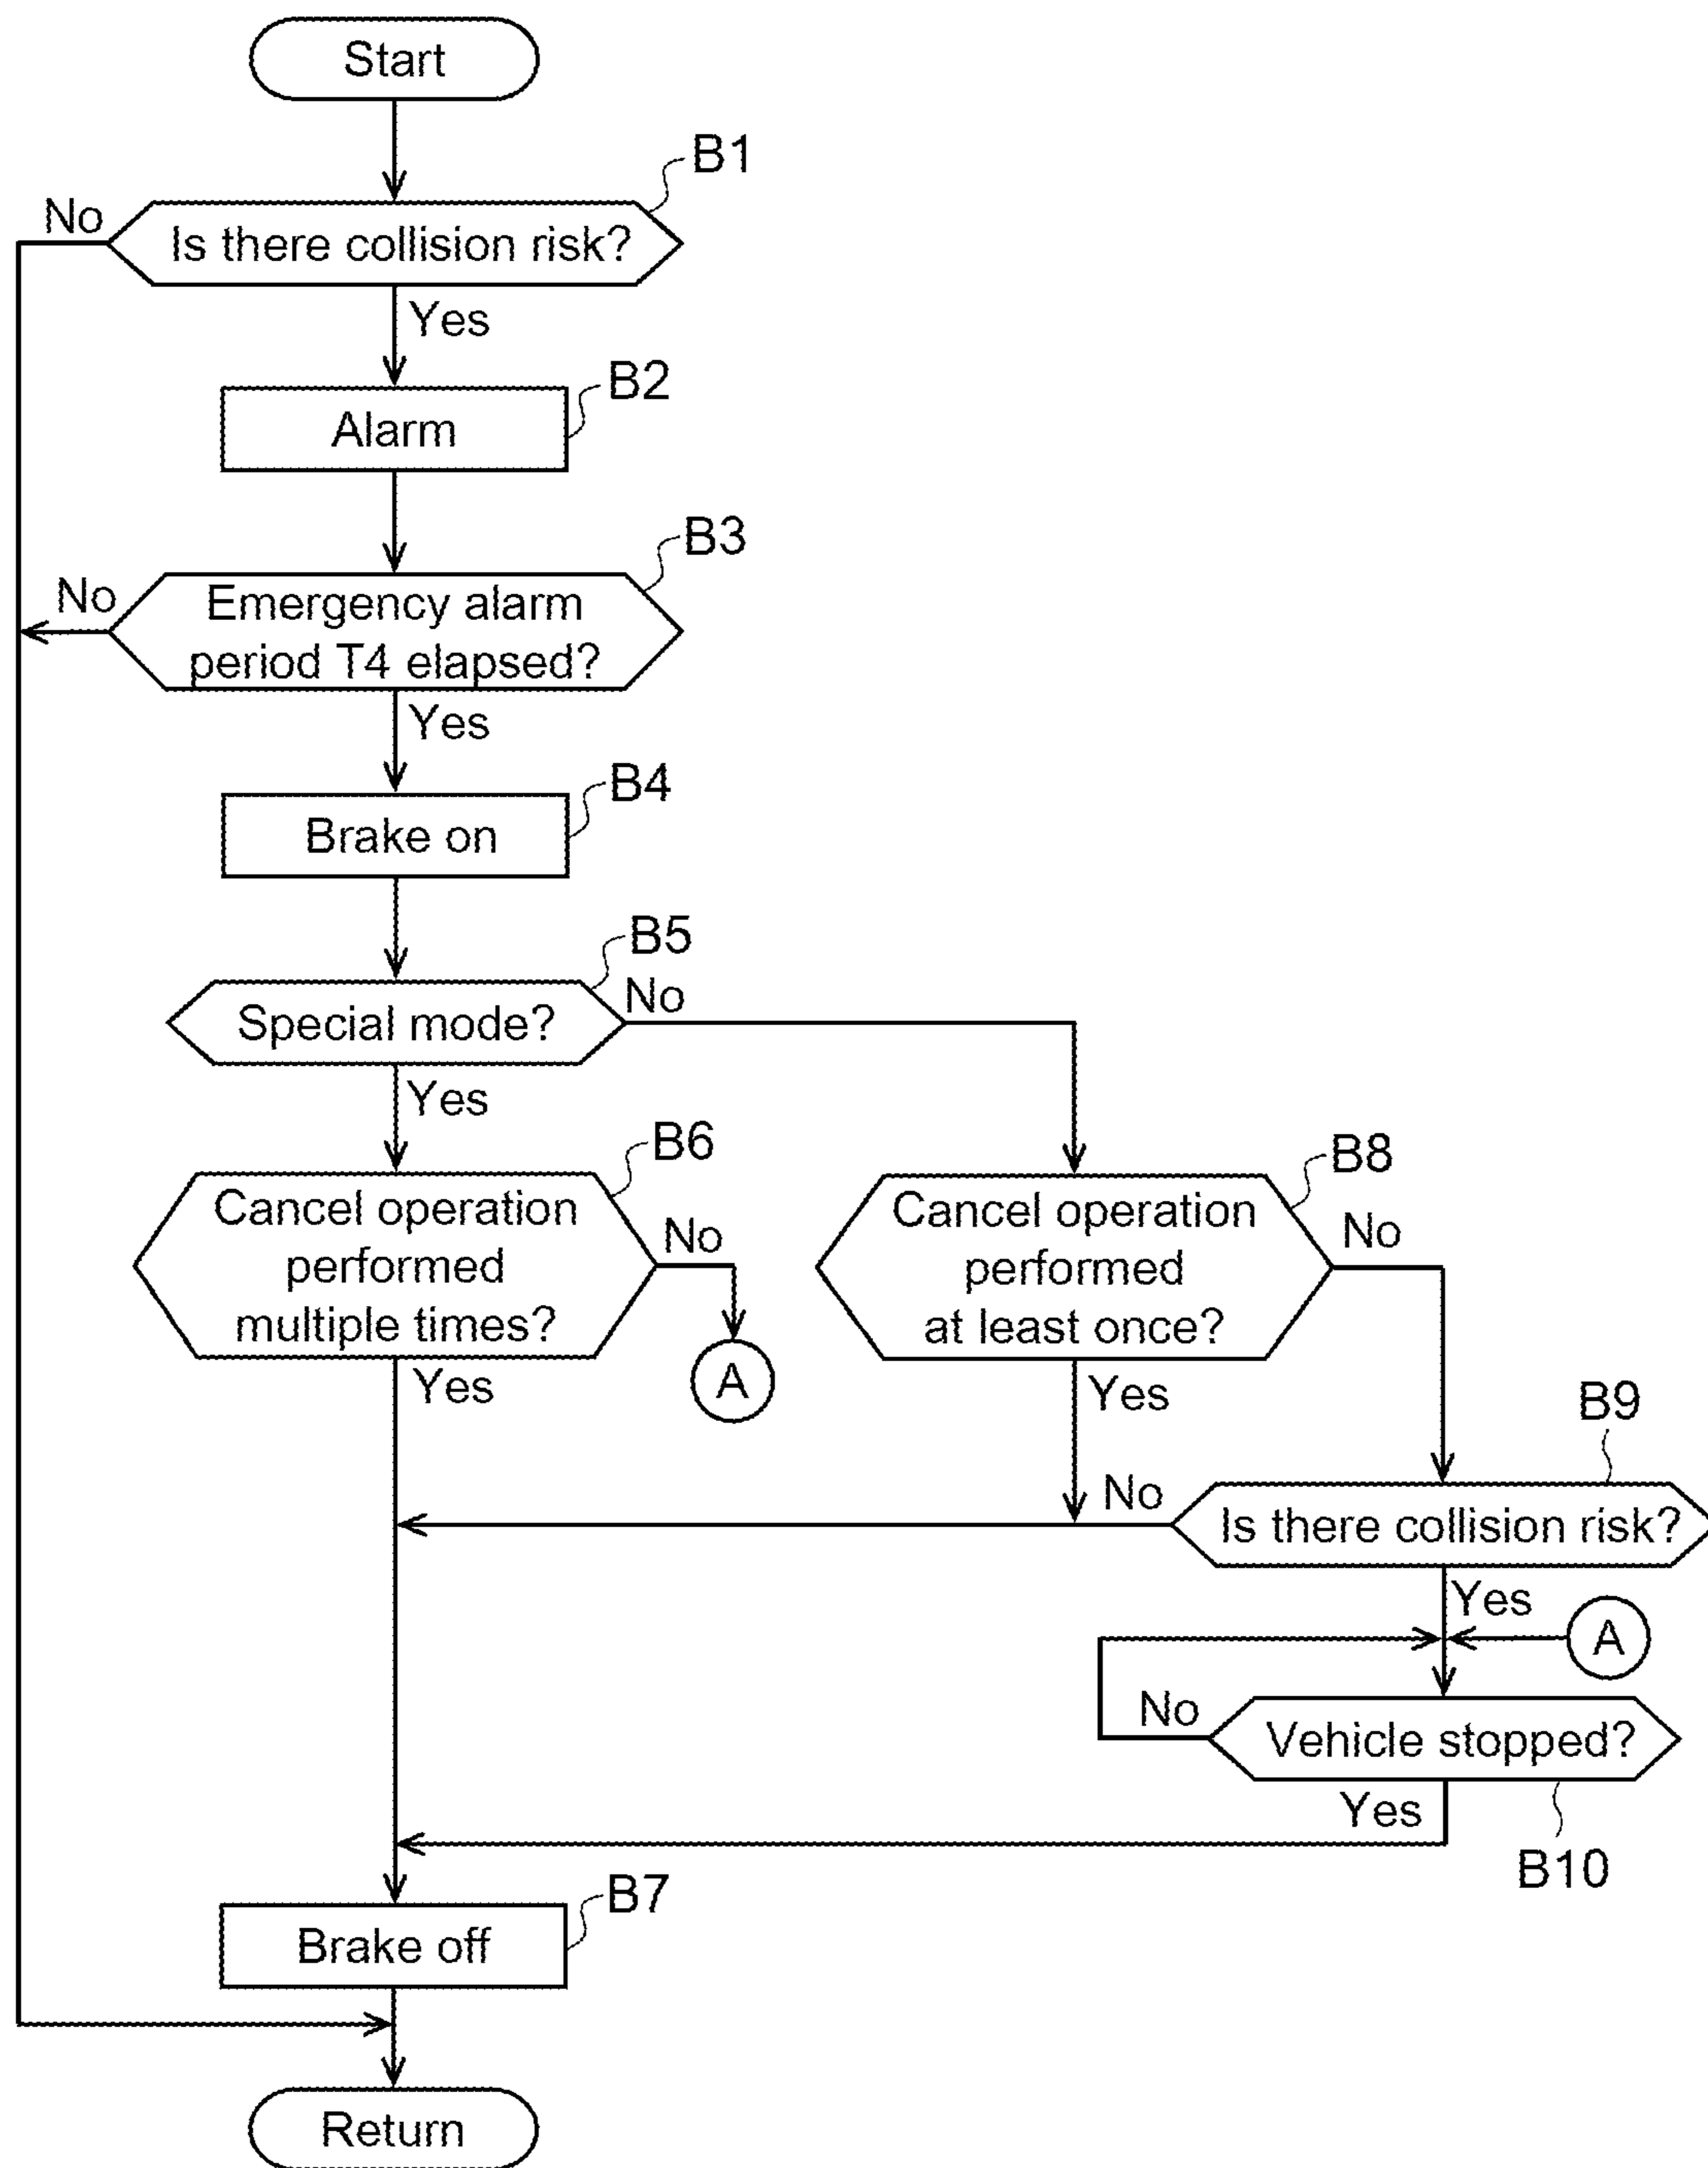 Start
B1
No
Is there collision risk?
Yes
B2
Alarm
B3
No
Emergency alarm
period T4 elapsed?
Yes
B4
Brake on
B5
No
Special mode?
Yes
B6
Cancel operation
performed
multiple times?
No
A
Yes
B8
Cancel operation
performed
at least once?
No
Yes
B9
No
Is there collision risk?
Yes
A
No
Vehicle stopped?
Yes
B10
B7
Brake off
Return